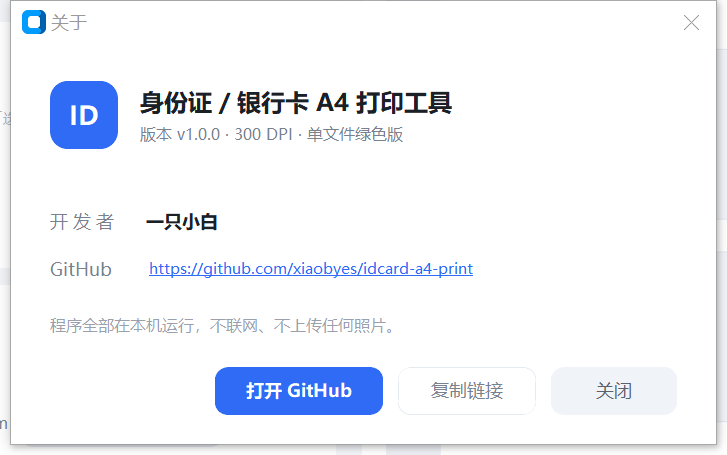 关于
ID
身份证 / 银行卡 A4 打印工具
版本 v1.0.0 · 300 DPI · 单文件绿色版
开 发 者 一只小白
GitHub https://github.com/xiaobyes/idcard-a4-print
程序全部在本机运行，不联网、不上传任何照片。
打开 GitHub 复制链接 关闭